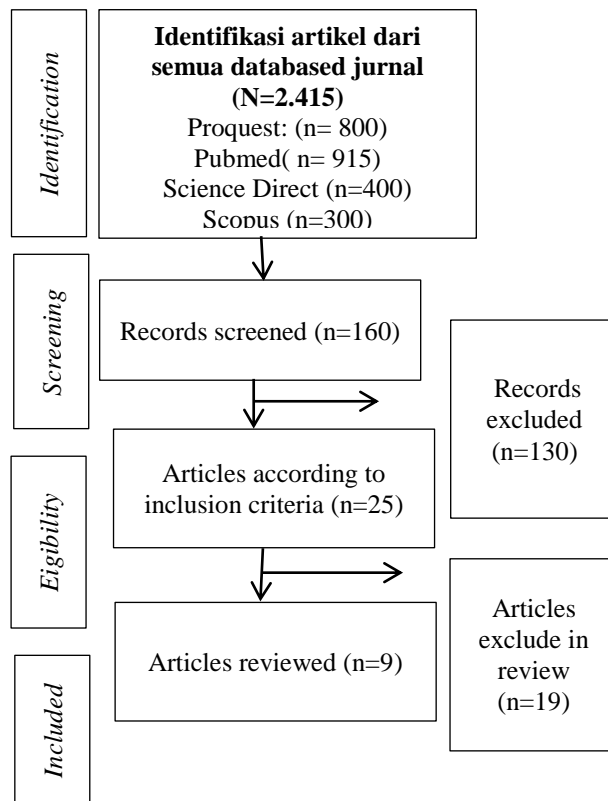 Identification
Identifikasi artikel dari
semua databased jurnal
(N=2.415)
Proquest: (n= 800)
Pubmed( n= 915)
Science Direct (n=400)
Scopus (n=300)
Screening
Records screened (n=160)
Records
excluded
(n=130)
Eigibility
Articles according to
inclusion criteria (n=25)
Included
Articles reviewed (n=9)
Articles
exclude in
review
(n=19)